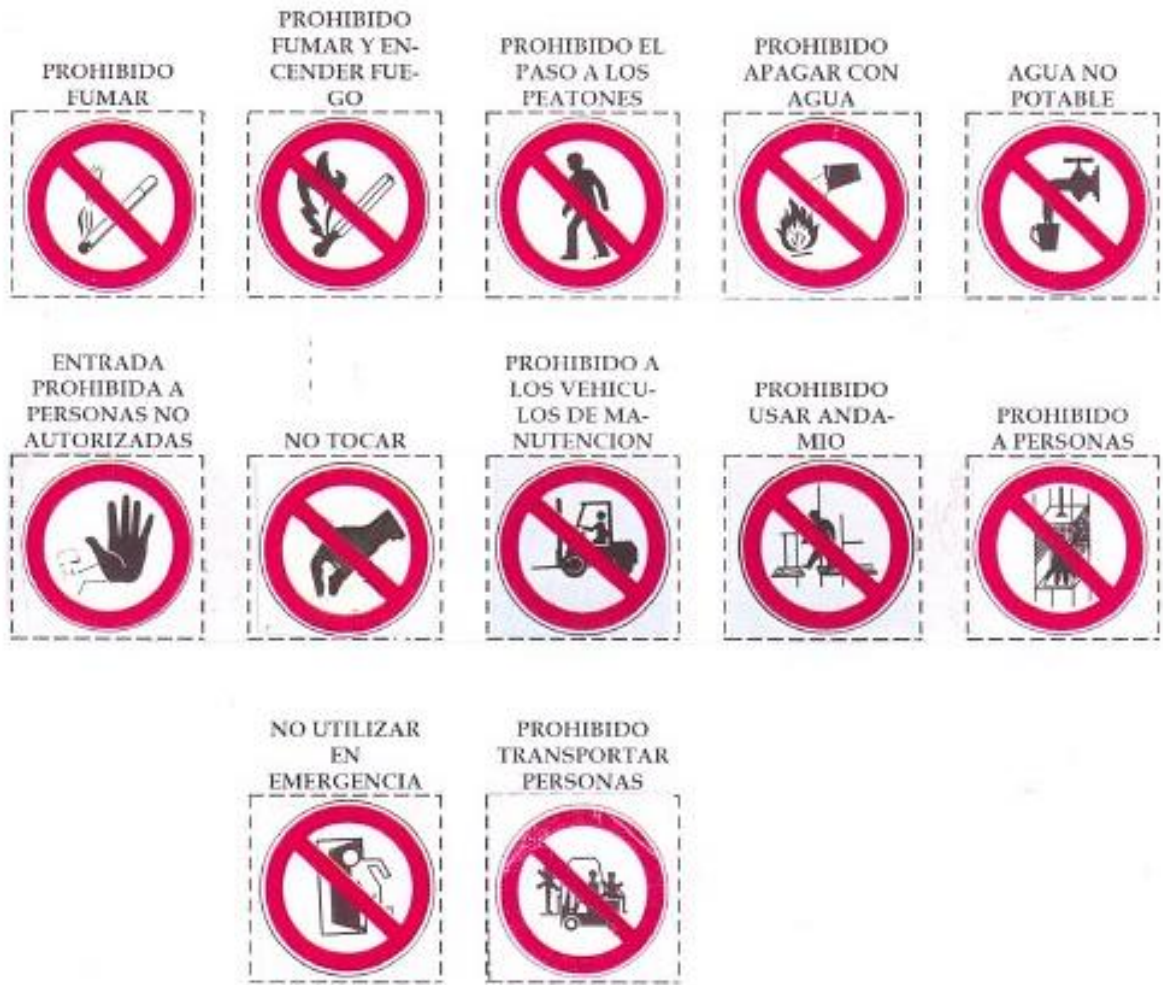 PROHIBIDO
FUMAR
PROHIBIDO
FUMAR Y EN-
CENDER FUE-
GO
PROHIBIDO EL
PASO A LOS
PEATONES
PROHIBIDO
APAGAR CON
AGUA
AGUA NO
POTABLE
ENTRADA
PROHIBIDA A
PERSONAS NO
AUTORIZADAS
NO TOCAR
PROHIBIDO A
LOS VEHICU-
LOS DE MA-
NUTENCION
PROHIBIDO
USAR ANDA-
MIO
PROHIBIDO
A PERSONAS
NO UTILIZAR
EN
EMERGENCIA
PROHIBIDO
TRANSPORTAR
PERSONAS